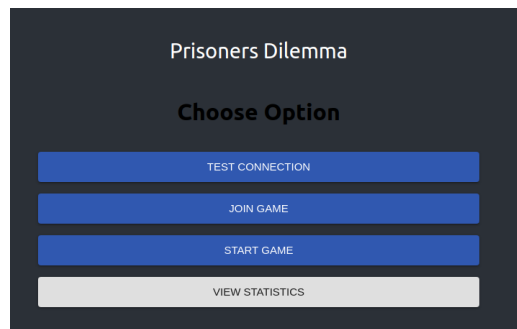 Prisoners Dilemma
Choose Option
TEST CONNECTION
JOIN GAME
START GAME
VIEW STATISTICS